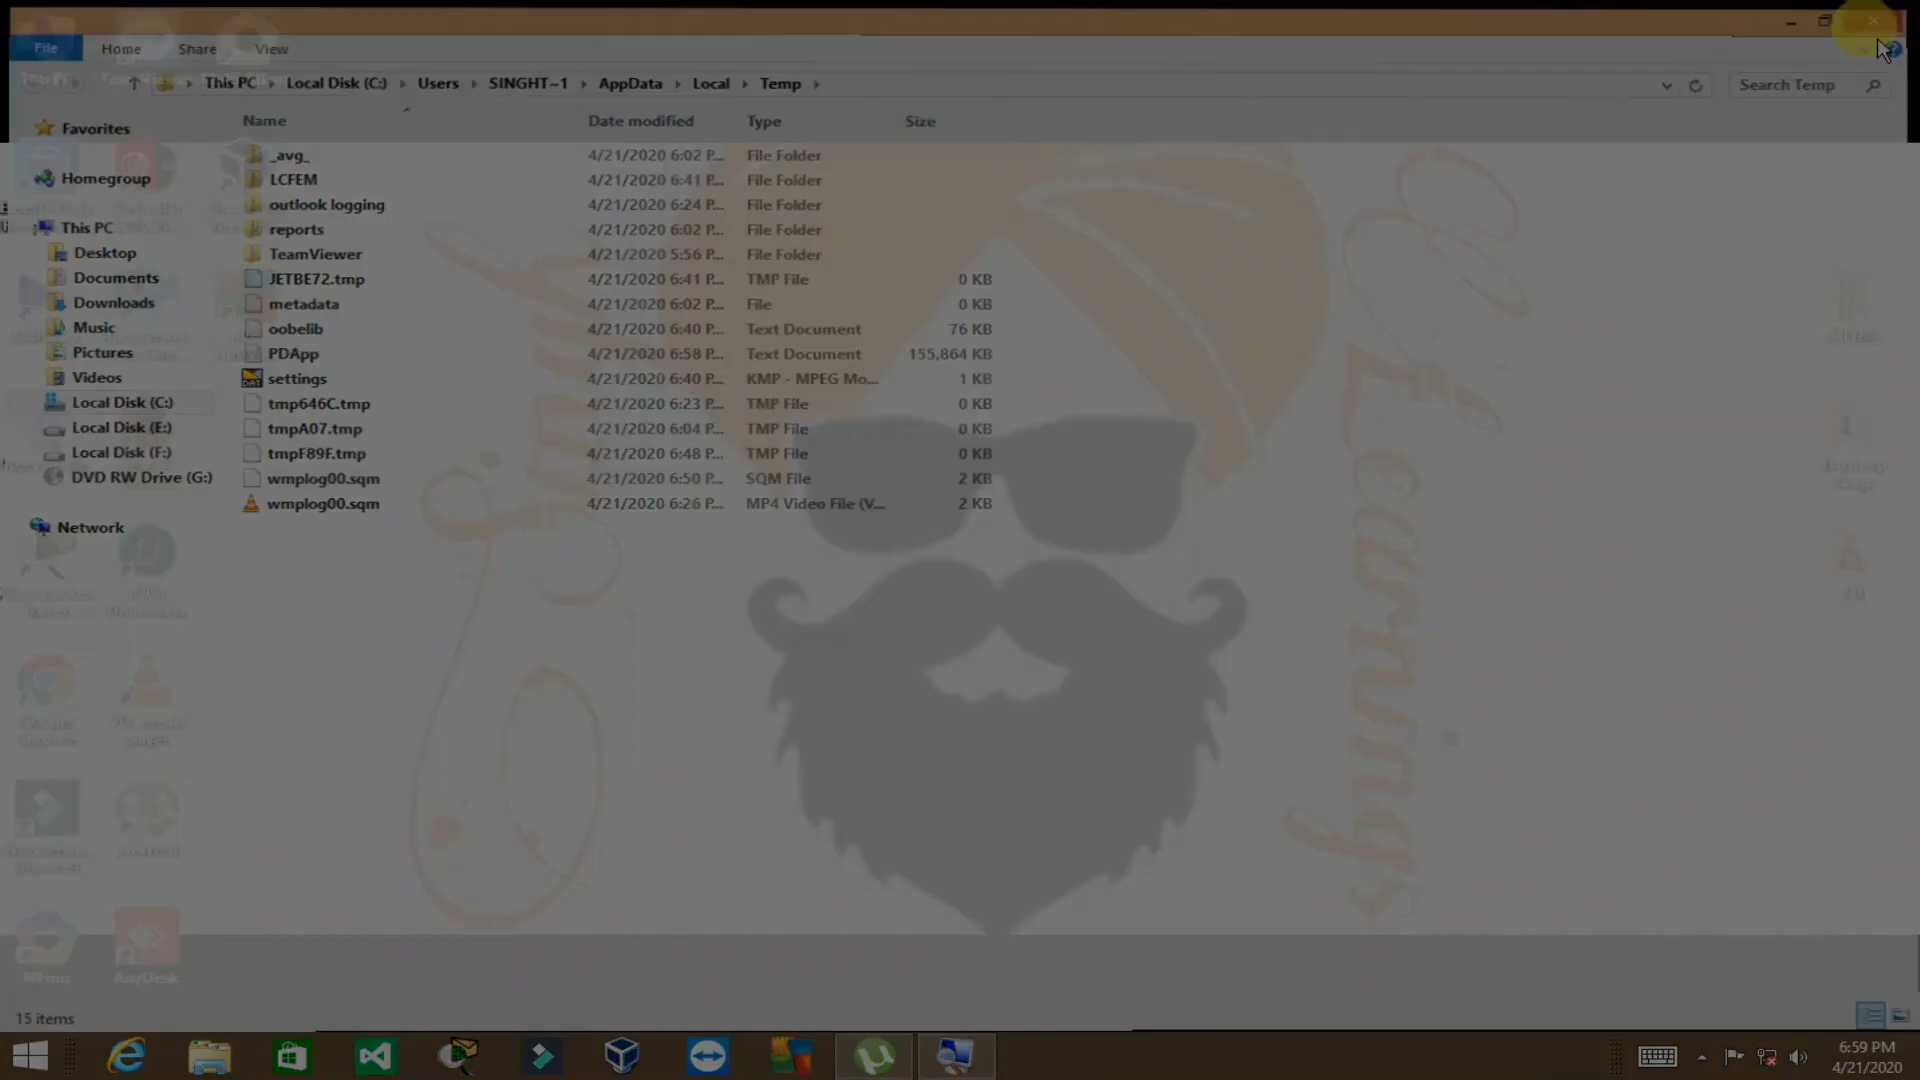 File Home Share View
This PC Local Disk (C:) Users SINGHT~1 AppData Local Temp
Search Temp
Name Date modified Type Size
Favorites
Homegroup
This PC
Desktop
Documents
Downloads
Music
Pictures
Videos
Local Disk (C:)
Local Disk (E:)
Local Disk (F:)
DVD RW Drive (G:)
Network
_avg_ 4/21/2020 6:02 P... File Folder
LCFEM 4/21/2020 6:41 P... File Folder
outlook logging 4/21/2020 6:24 P... File Folder
reports 4/21/2020 6:02 P... File Folder
TeamViewer 4/21/2020 5:56 P... File Folder
JETBE72.tmp 4/21/2020 6:41 P... TMP File 0 KB
metadata 4/21/2020 6:02 P... File 0 KB
oobelib 4/21/2020 6:40 P... Text Document 76 KB
PDApp 4/21/2020 6:58 P... Text Document 155,864 KB
settings 4/21/2020 6:40 P... KMP - MPEG Mo... 1 KB
tmp646C.tmp 4/21/2020 6:23 P... TMP File 0 KB
tmpA07.tmp 4/21/2020 6:04 P... TMP File 0 KB
tmpF89F.tmp 4/21/2020 6:48 P... TMP File 0 KB
wmplog00.sqm 4/21/2020 6:50 P... SQM File 2 KB
wmplog00.sqm 4/21/2020 6:26 P... MP4 Video File (V... 2 KB
Learnings
Google Chrome
VLC media player
MEmu
AnyDesk
15 items
6:59 PM
4/21/2020